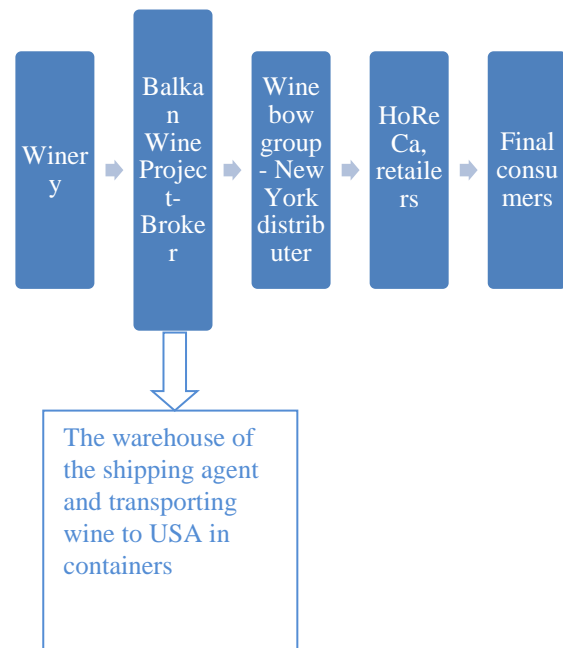 Winer
y
Balka
n
Wine
Projec
t-
Broke
r
Wine
bow
group
- New
York
distrib
uter
HoRe
Ca,
retaile
rs
Final
consu
mers
The warehouse of
the shipping agent
and transporting
wine to USA in
containers